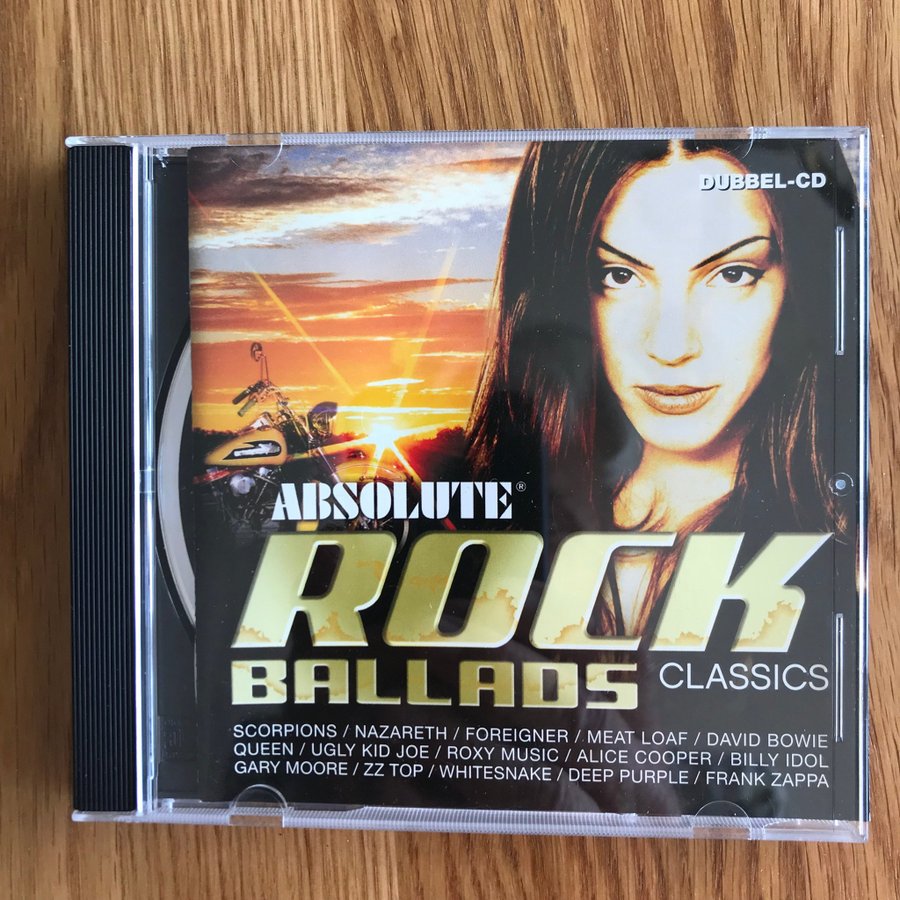 DUBBEL-CD
ABSOLUTE®
ROCK
BALLADS CLASSICS
SCORPIONS / NAZARETH / FOREIGNER / MEAT LOAF / DAVID BOWIE
QUEEN / UGLY KID JOE / ROXY MUSIC / ALICE COOPER / BILLY IDOL
GARY MOORE / ZZ TOP / WHITESNAKE / DEEP PURPLE / FRANK ZAPPA